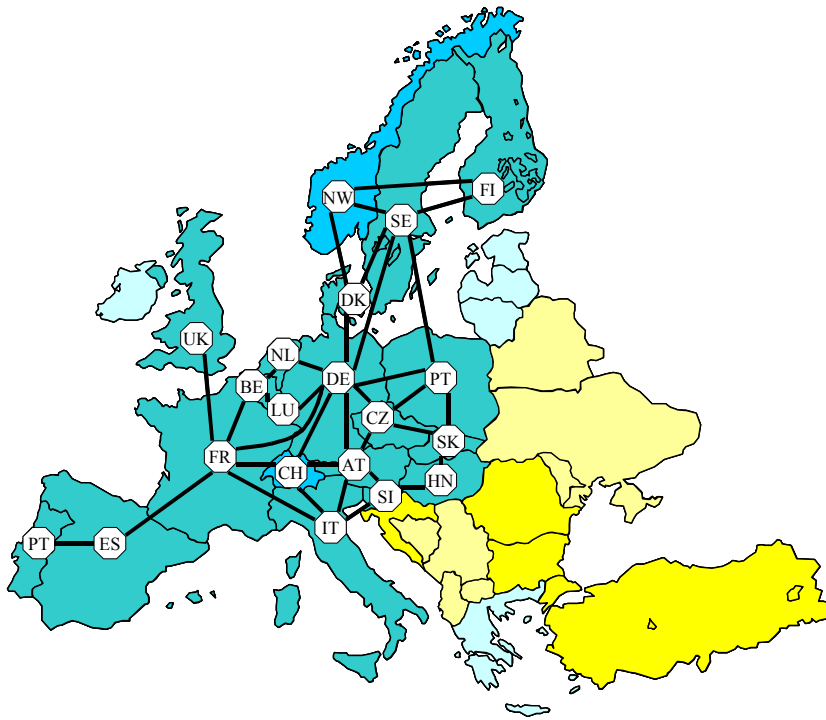 FI
NW
SE
DK
UK
NL
DE
PT
BE
LU
CZ
SK
FR
CH
AT
HN
SI
IT
PT
ES